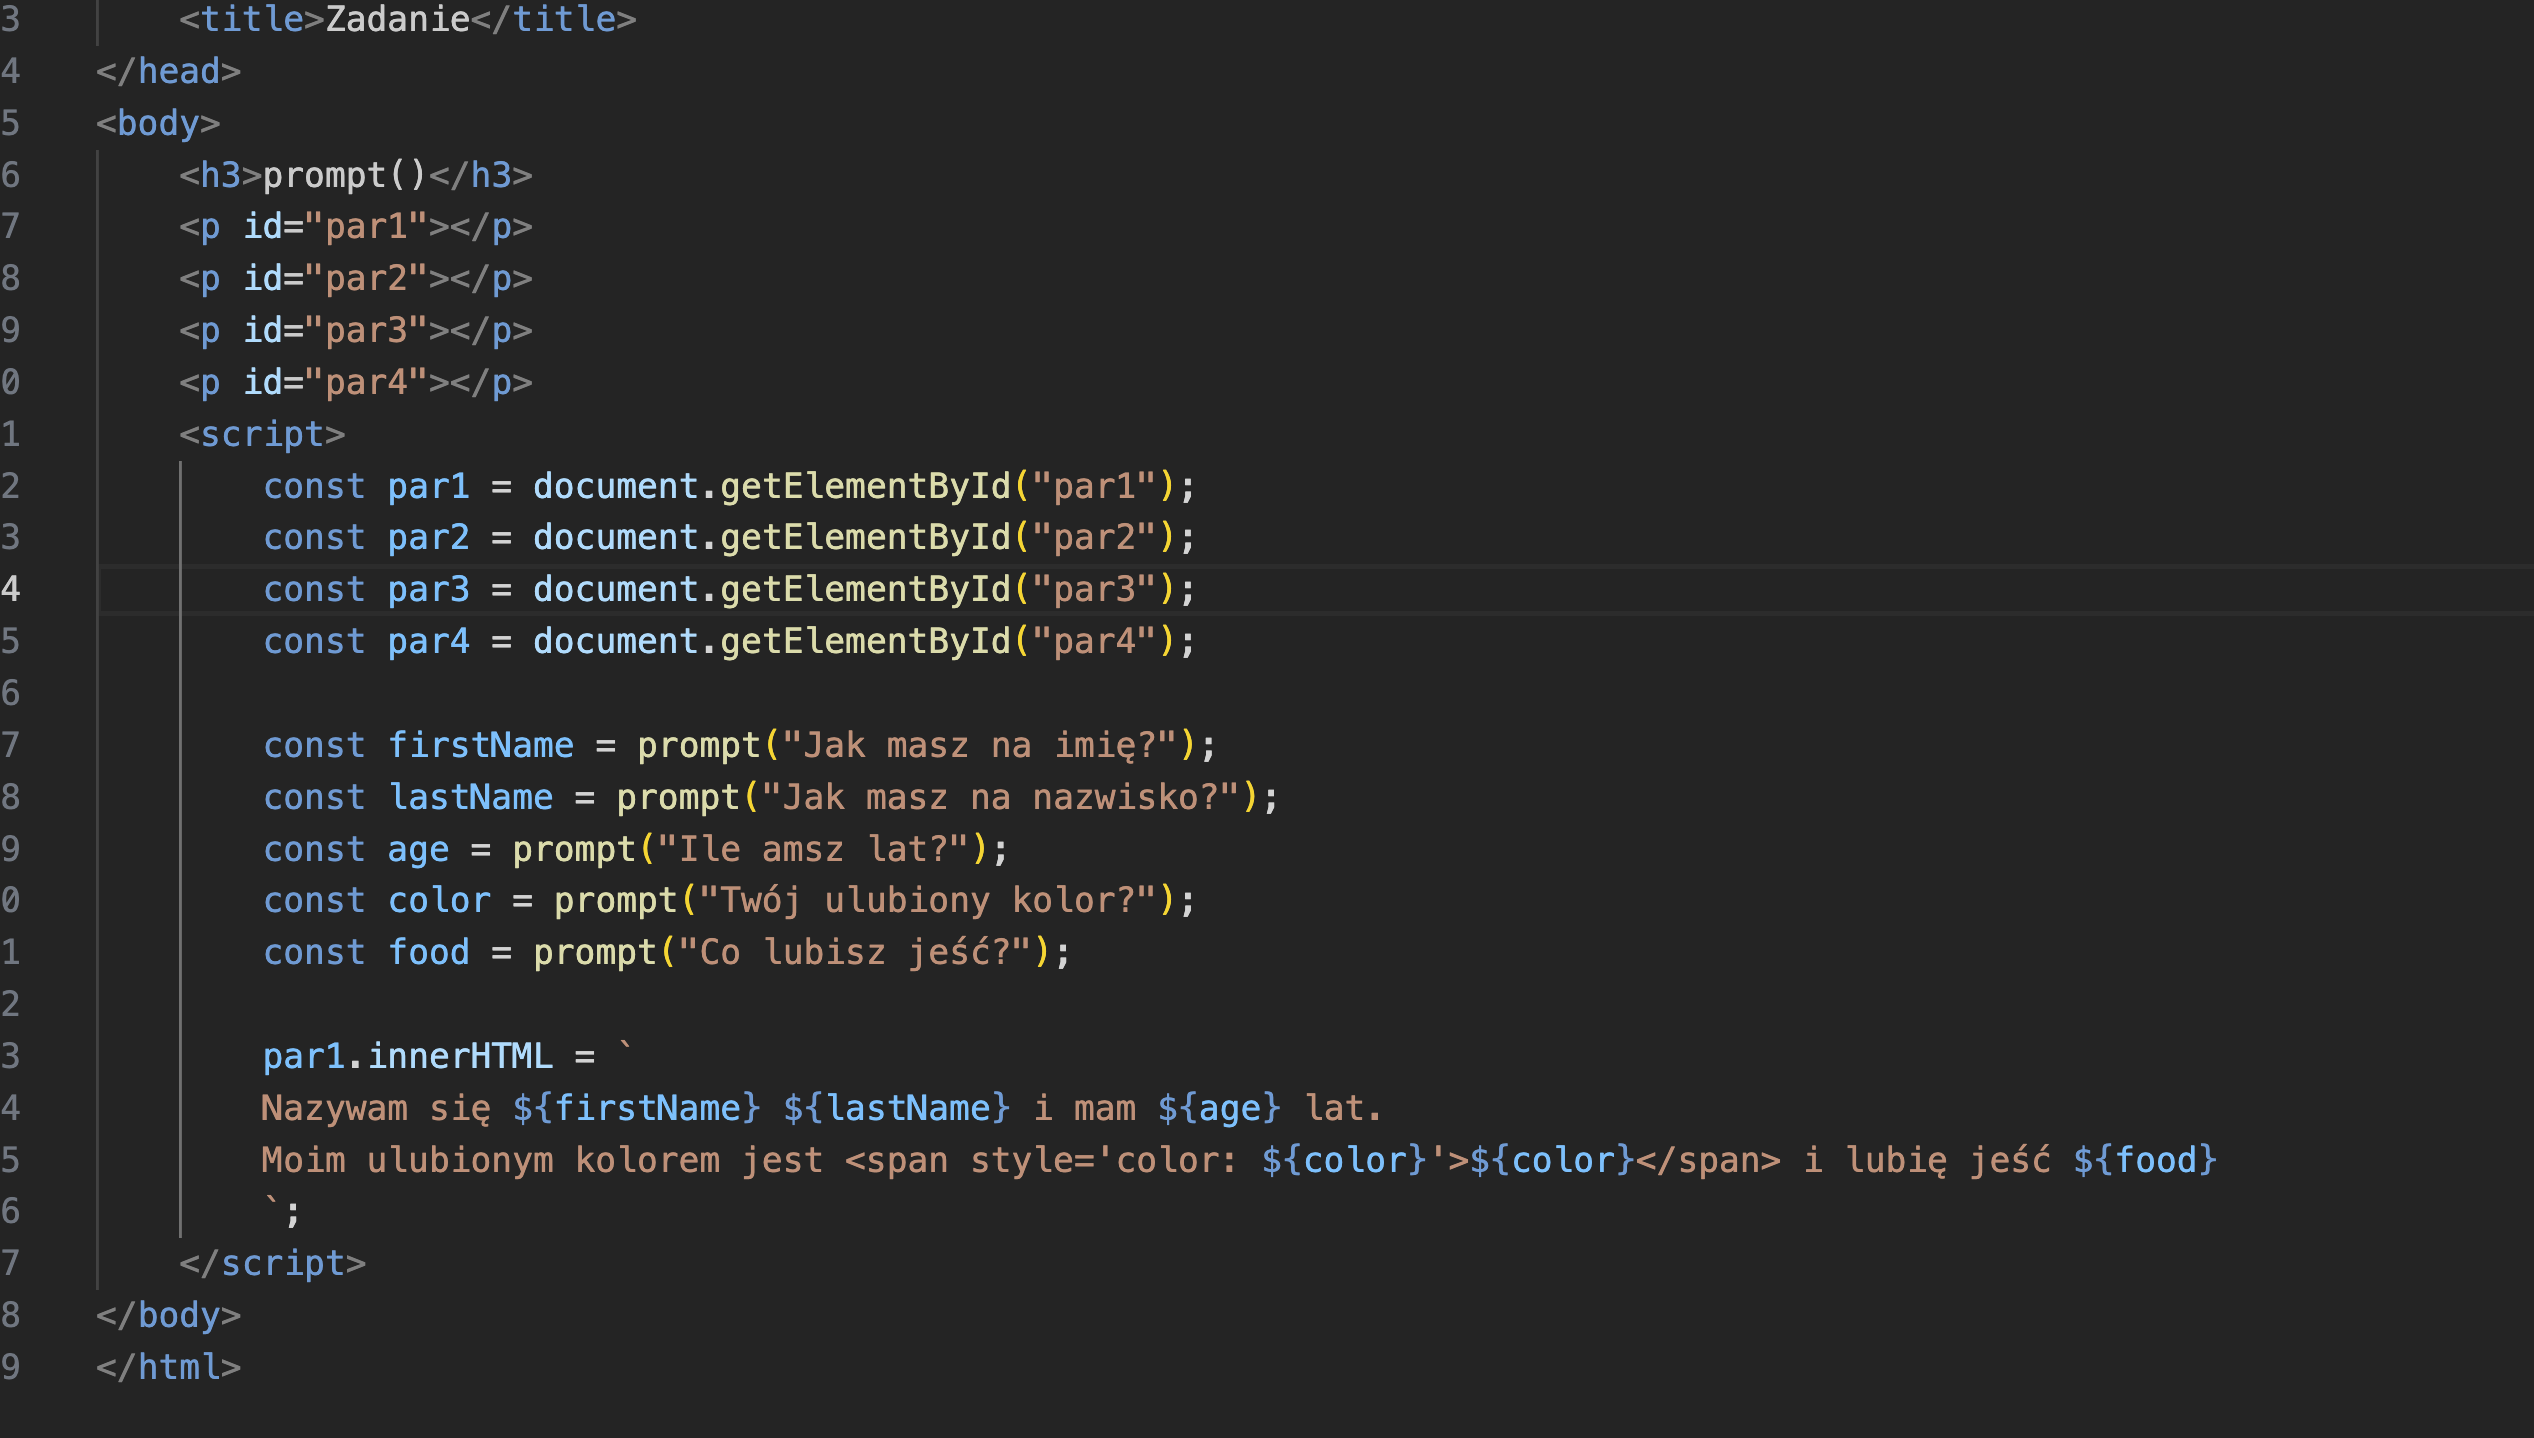 3 <title>Zadanie</title>
4 </head>
5 <body>
6 <h3>prompt()</h3>
7 <p id="par1"></p>
8 <p id="par2"></p>
9 <p id="par3"></p>
0 <p id="par4"></p>
1 <script>
2 const par1 = document.getElementById("par1");
3 const par2 = document.getElementById("par2");
4 const par3 = document.getElementById("par3");
5 const par4 = document.getElementById("par4");
6
7 const firstName = prompt("Jak masz na imię?");
8 const lastName = prompt("Jak masz na nazwisko?");
9 const age = prompt("Ile amsz lat?");
0 const color = prompt("Twój ulubiony kolor?");
1 const food = prompt("Co lubisz jeść?");
2
3 par1.innerHTML = `
4 Nazywam się ${firstName} ${lastName} i mam ${age} lat.
5 Moim ulubionym kolorem jest <span style='color: ${color}'>${color}</span> i lubię jeść ${food}
6 `;
7 </script>
8 </body>
9 </html>